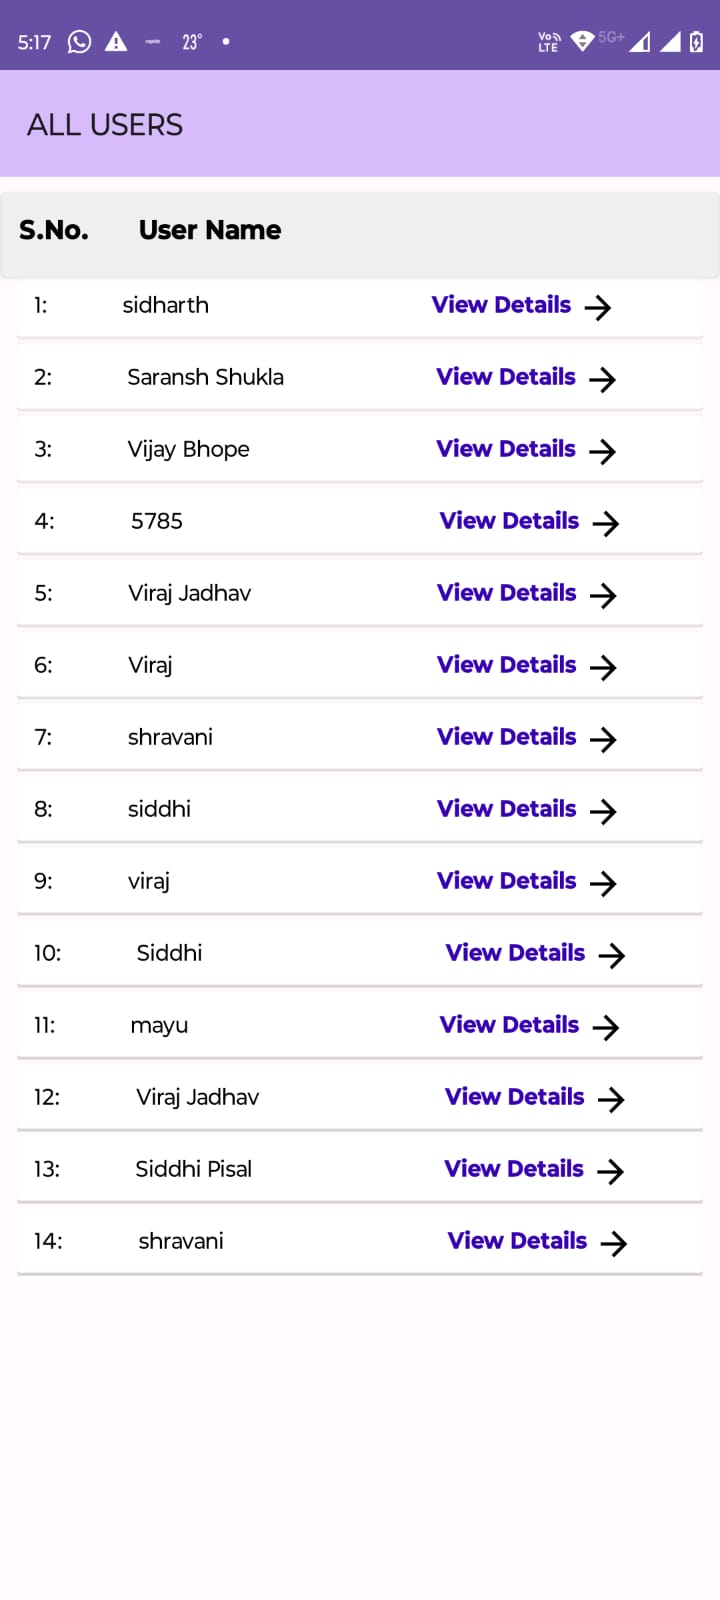 5:17 23° Vo LTE 5G+
ALL USERS
S.No. User Name
1: sidharth View Details
2: Saransh Shukla View Details
3: Vijay Bhope View Details
4: 5785 View Details
5: Viraj Jadhav View Details
6: Viraj View Details
7: shravani View Details
8: siddhi View Details
9: viraj View Details
10: Siddhi View Details
11: mayu View Details
12: Viraj Jadhav View Details
13: Siddhi Pisal View Details
14: shravani View Details